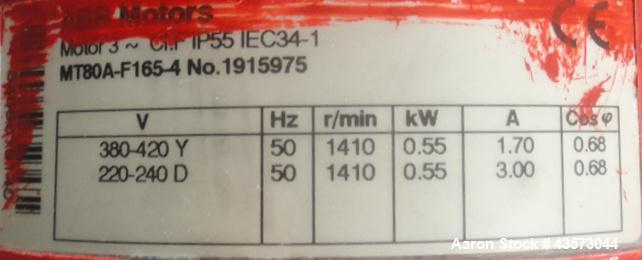 ABB Motors
CE
Motor 3 ~ Cl.F IP55 IEC34-1
MT80A-F165-4 No.1915975
V Hz r/min kW A Cos φ
380-420 Y 50 1410 0.55 1.70 0.68
220-240 D 50 1410 0.55 3.00 0.68
Aaron Stock # 43573044